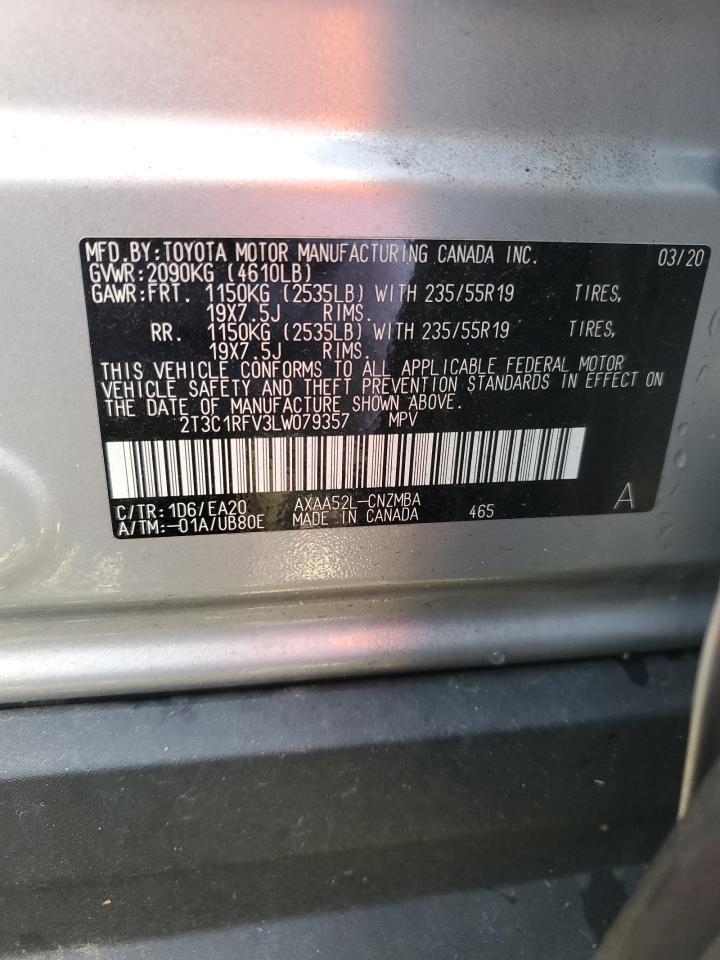 MFD.BY:TOYOTA MOTOR MANUFACTURING CANADA INC. 03/20
GVWR:2090KG (4610LB)
GAWR:FRT. 1150KG (2535LB) WITH 235/55R19 TIRES,
19X7.5J RIMS.
RR. 1150KG (2535LB) WITH 235/55R19 TIRES,
19X7.5J RIMS.
THIS VEHICLE CONFORMS TO ALL APPLICABLE FEDERAL MOTOR
VEHICLE SAFETY AND THEFT PREVENTION STANDARDS IN EFFECT ON
THE DATE OF MANUFACTURE SHOWN ABOVE.
2T3C1RFV3LW079357 MPV
C/TR:1D6/EA20 AXAA52L-CNZMBA
A/TM:-01A/UB80E MADE IN CANADA 465 A